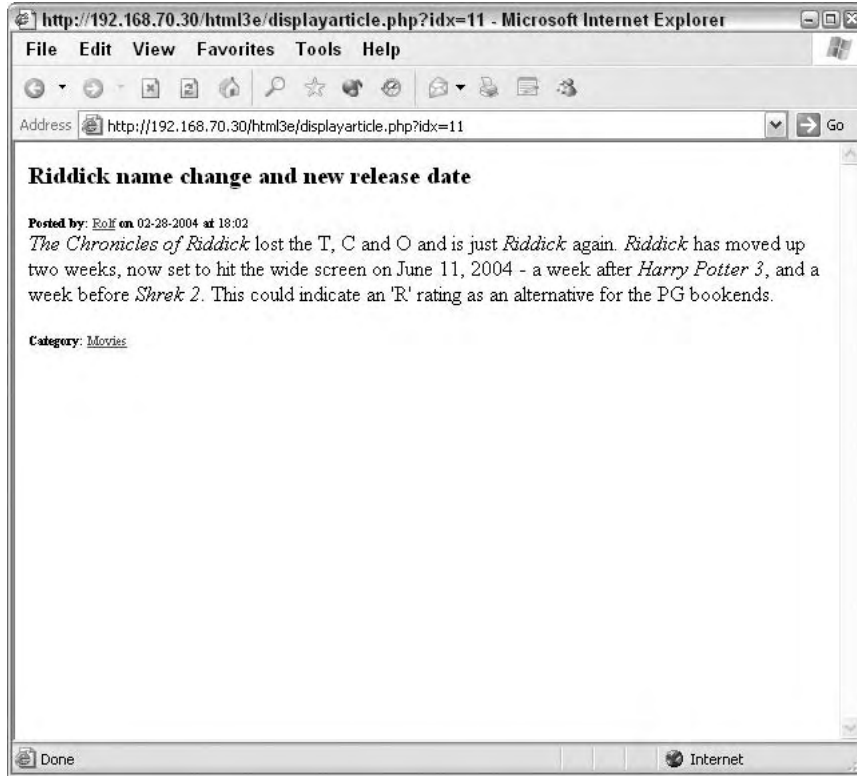 http://192.168.70.30/html3e/displayarticle.php?idx=11 - Microsoft Internet Explorer
File Edit View Favorites Tools Help
Address http://192.168.70.30/html3e/displayarticle.php?idx=11 Go
Riddick name change and new release date
Posted by: Rolf on 02-28-2004 at 18:02
The Chronicles of Riddick lost the T, C and O and is just Riddick again. Riddick has moved up
two weeks, now set to hit the wide screen on June 11, 2004 - a week after Harry Potter 3, and a
week before Shrek 2. This could indicate an 'R' rating as an alternative for the PG bookends.
Category: Movies
Done Internet